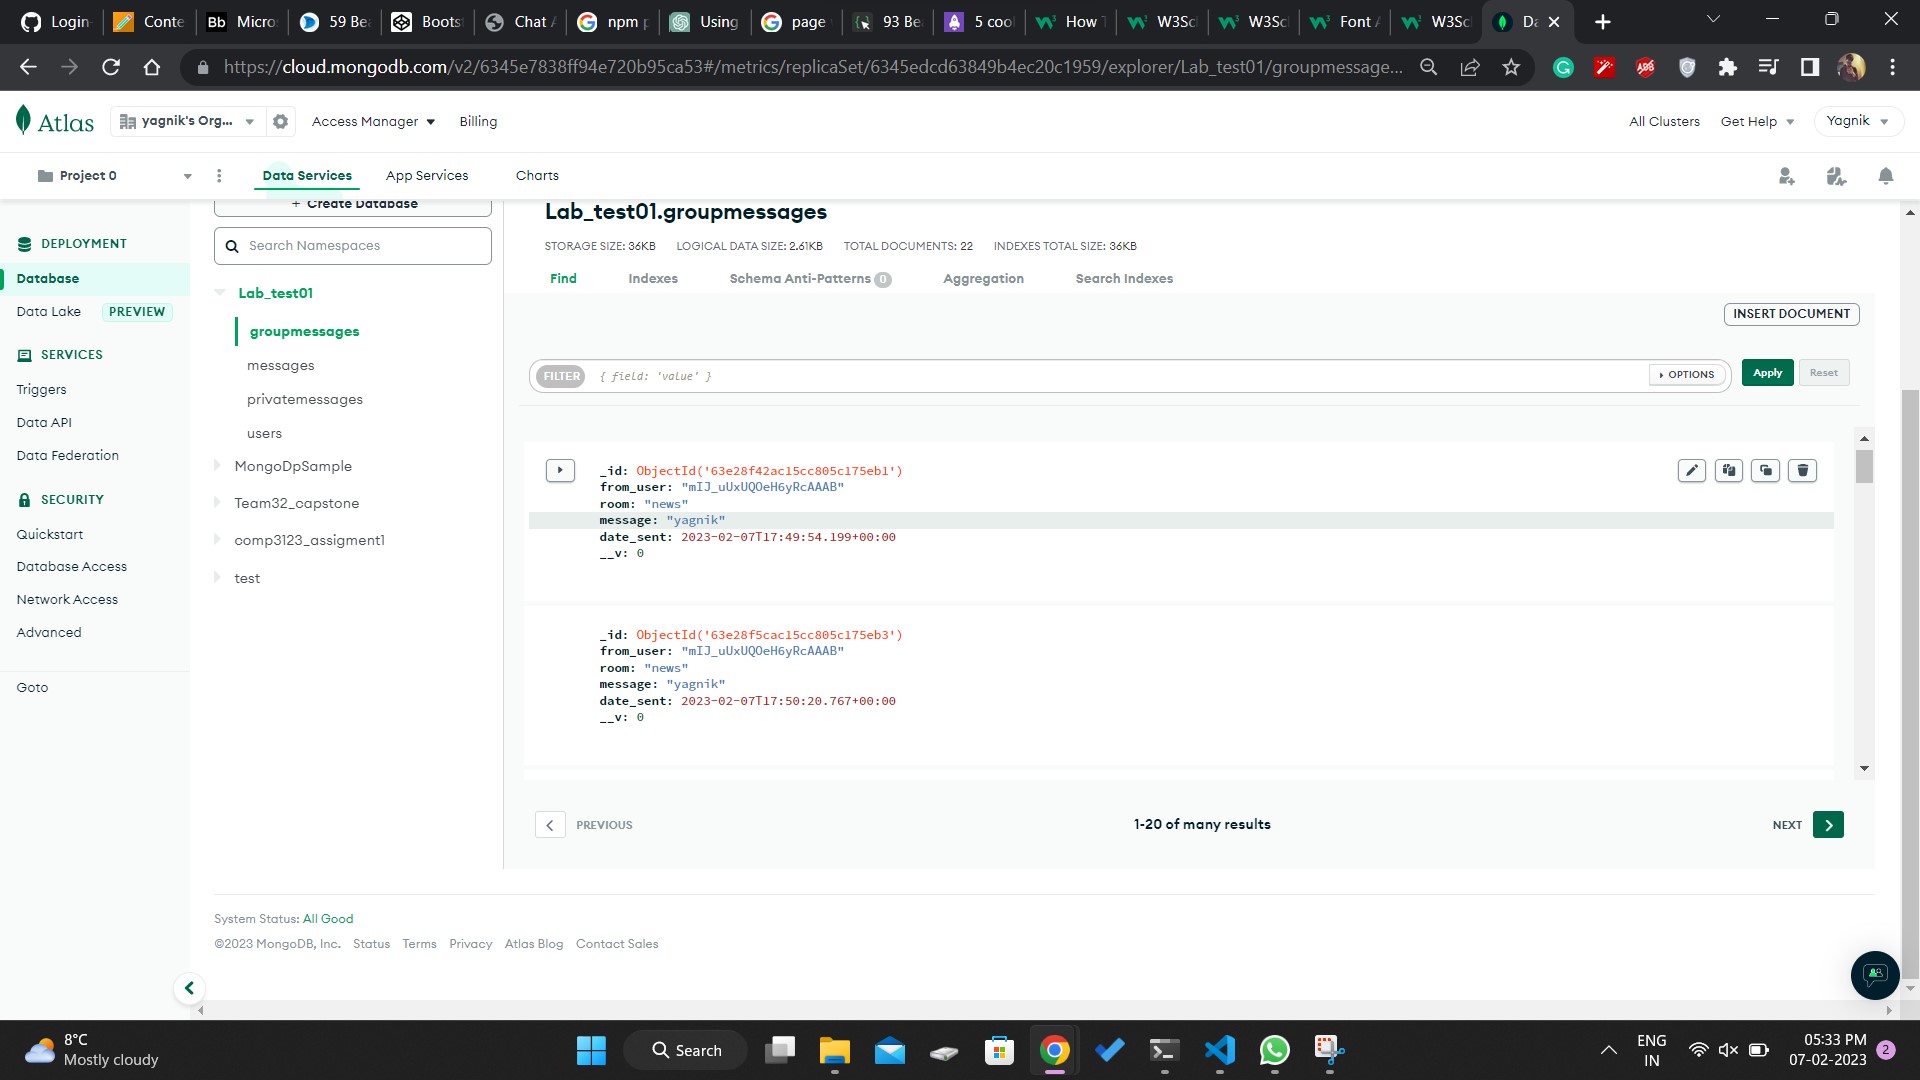 Login-
Conte
Bb Micro
59 Be
Boots
Chat A
npm p
Using
page
93 Be
5 cool
How T
W3Sc
W3Sc
Font A
W3Sc
Da
https://cloud.mongodb.com/v2/6345e7838ff94e720b95ca53#/metrics/replicaSet/6345edcd63849b4ec20c1959/explorer/Lab_test01/groupmessage...
Atlas
yagnik's Org...
Access Manager
Billing
All Clusters
Get Help
Yagnik
Project 0
Data Services
App Services
Charts
+ Create Database
Search Namespaces
DEPLOYMENT
Database
Data Lake PREVIEW
SERVICES
Triggers
Data API
Data Federation
SECURITY
Quickstart
Database Access
Network Access
Advanced
Goto
Lab_test01
groupmessages
messages
privatemessages
users
MongoDpSample
Team32_capstone
comp3123_assigment1
test
Lab_test01.groupmessages
STORAGE SIZE: 36KB LOGICAL DATA SIZE: 2.61KB TOTAL DOCUMENTS: 22 INDEXES TOTAL SIZE: 36KB
Find Indexes Schema Anti-Patterns 0 Aggregation Search Indexes
INSERT DOCUMENT
FILTER { field: 'value' } OPTIONS Apply Reset
_id: ObjectId('63e28f42ac15cc805c175eb1')
from_user: "mIJ_uUxUQOeH6yRcAAAB"
room: "news"
message: "yagnik"
date_sent: 2023-02-07T17:49:54.199+00:00
__v: 0
_id: ObjectId('63e28f5cac15cc805c175eb3')
from_user: "mIJ_uUxUQOeH6yRcAAAB"
room: "news"
message: "yagnik"
date_sent: 2023-02-07T17:50:20.767+00:00
__v: 0
PREVIOUS
1-20 of many results
NEXT
System Status: All Good
©2023 MongoDB, Inc. Status Terms Privacy Atlas Blog Contact Sales
8°C
Mostly cloudy
Search
ENG
IN
05:33 PM
07-02-2023
2